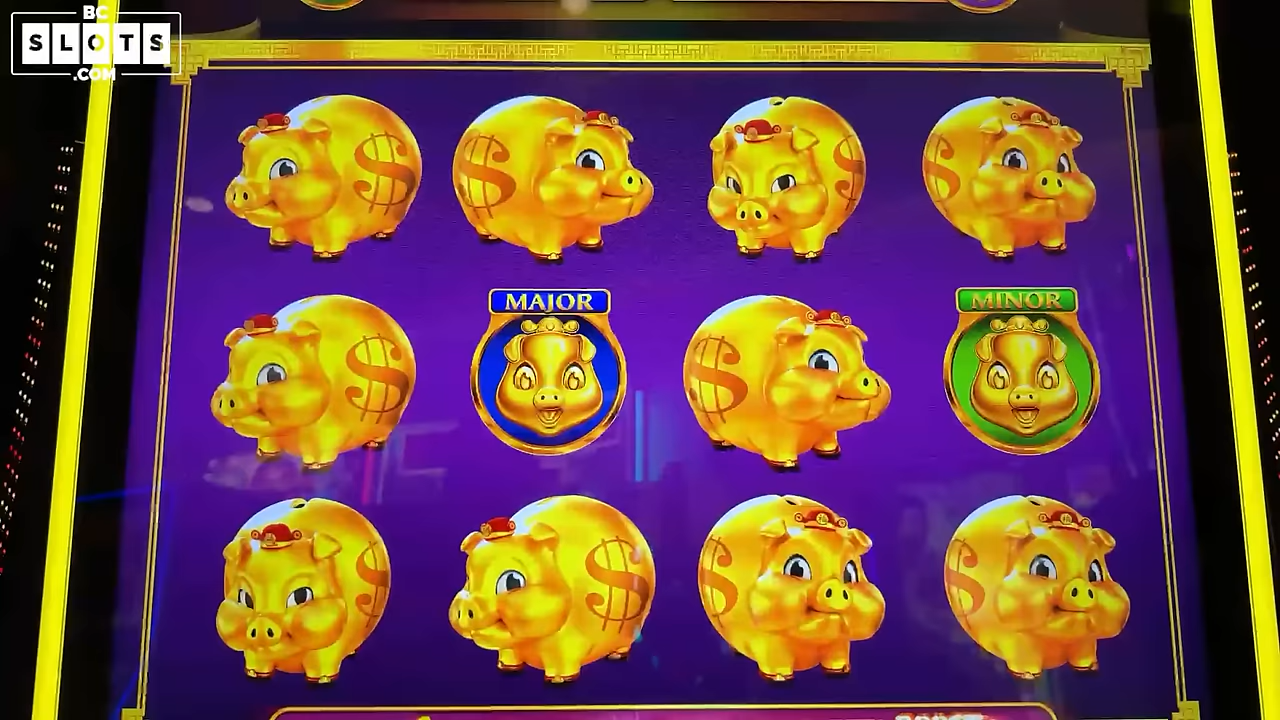 BC
SLOTS
.COM
$ $ $ $
MAJOR
MINOR
$ $
$ $ $ $